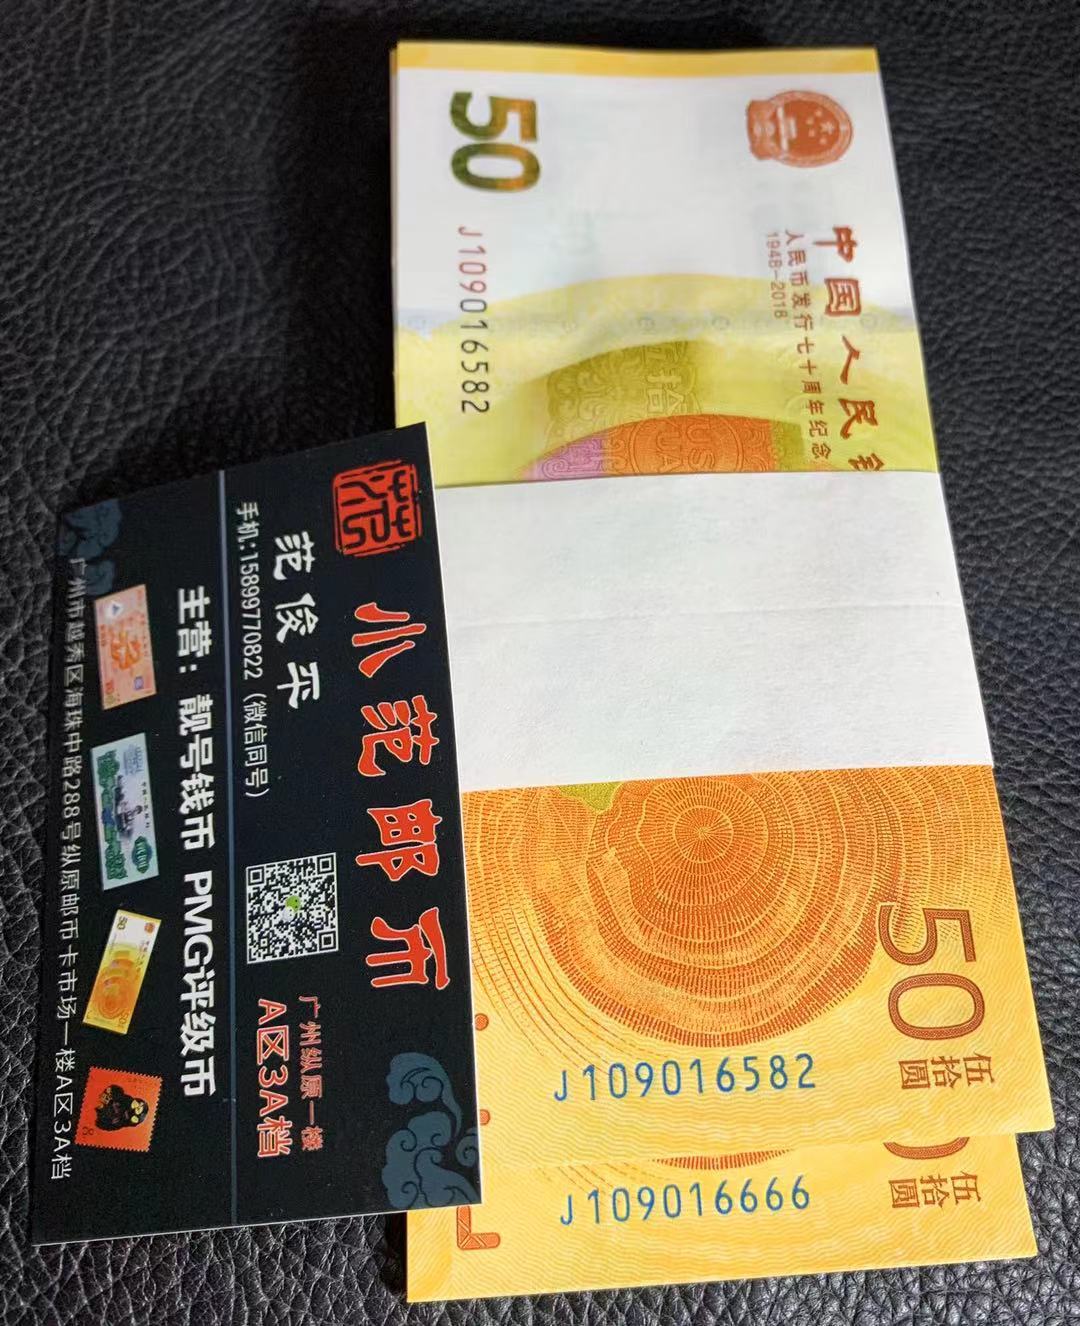 50
J109016582
中国人民银
人民币发行七十周年纪念
1948-2018
伍拾
50
伍拾圆
J109016582
伍拾圆
J109016666
范
小范邮币
范俊平
手机:15899770822（微信同号）
广州纵原一楼
A区3A档
主营：靓号钱币 PMG评级币
广州市越秀区海珠中路288号纵原邮币卡市场一楼A区3A档